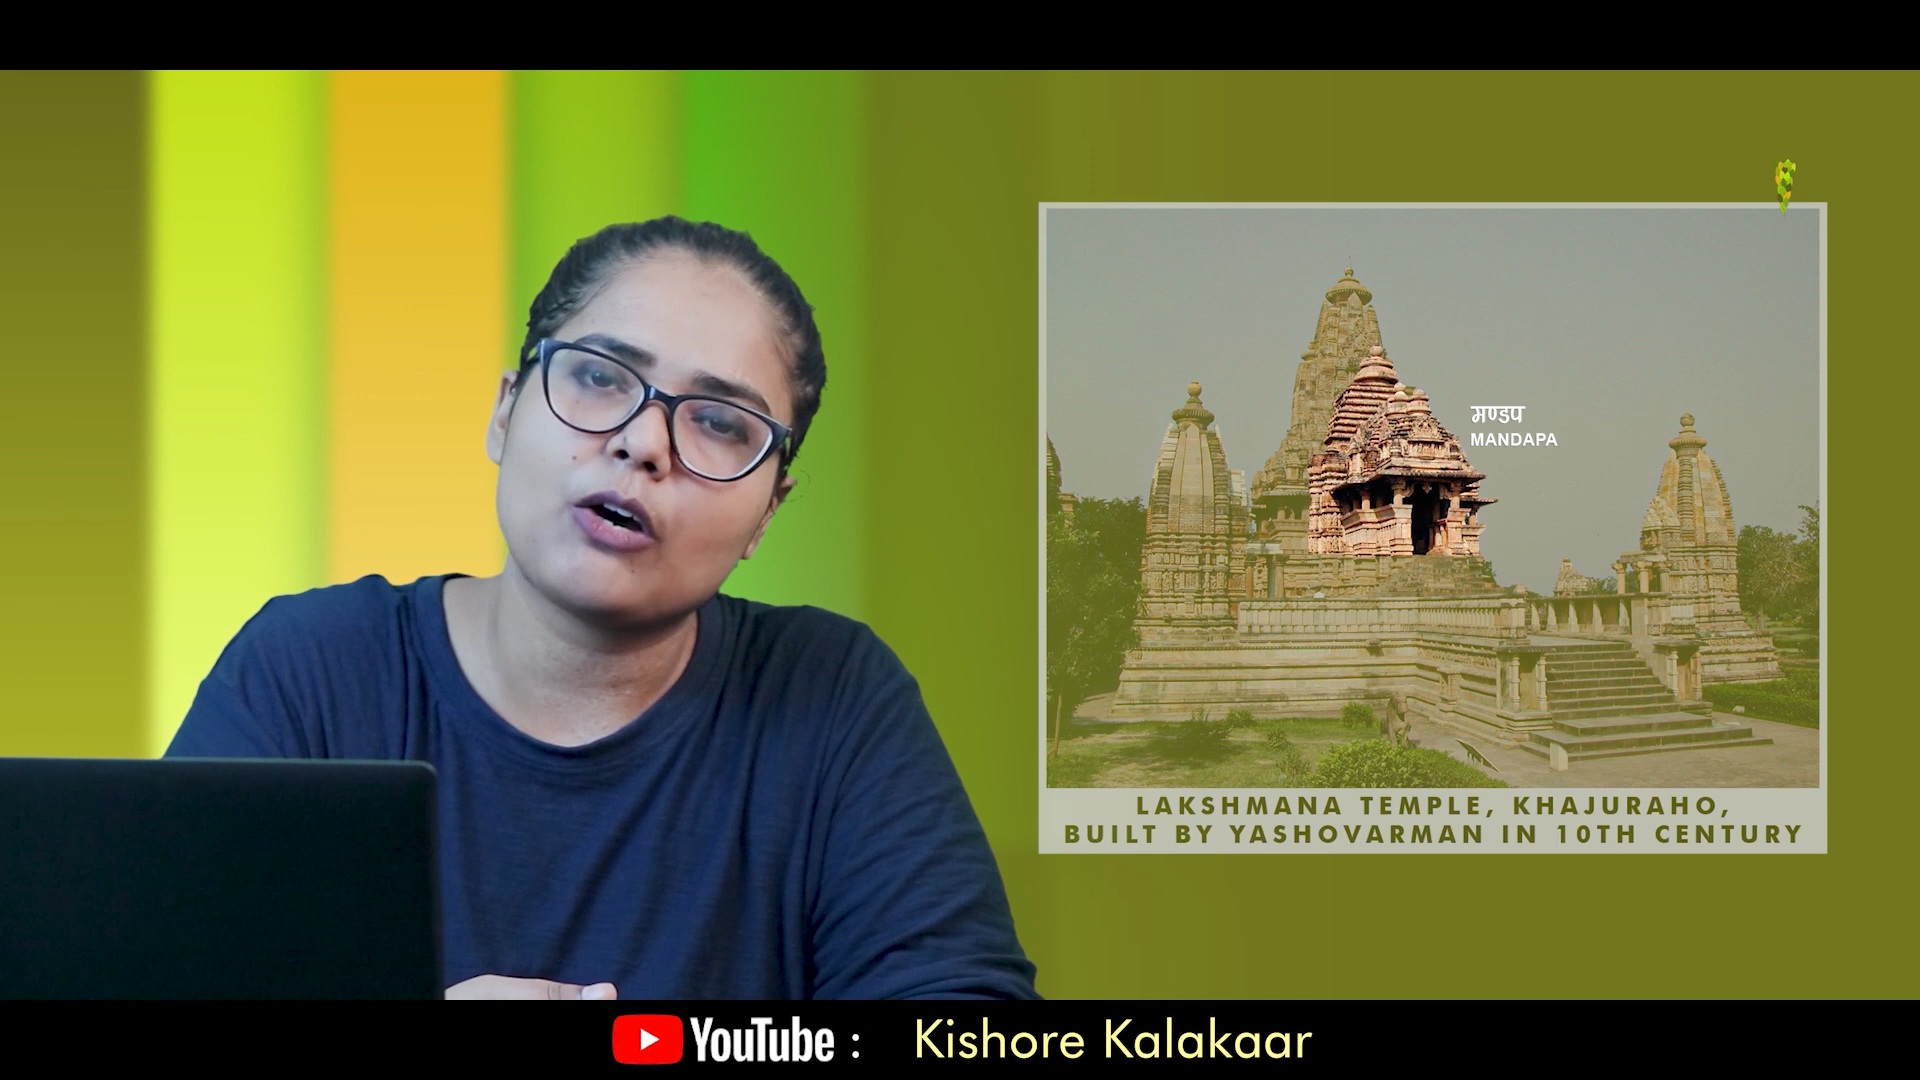 मण्डप
MANDAPA
LAKSHMANA TEMPLE, KHAJURAHO,
BUILT BY YASHOVARMAN IN 10TH CENTURY
YouTube : Kishore Kalakaar